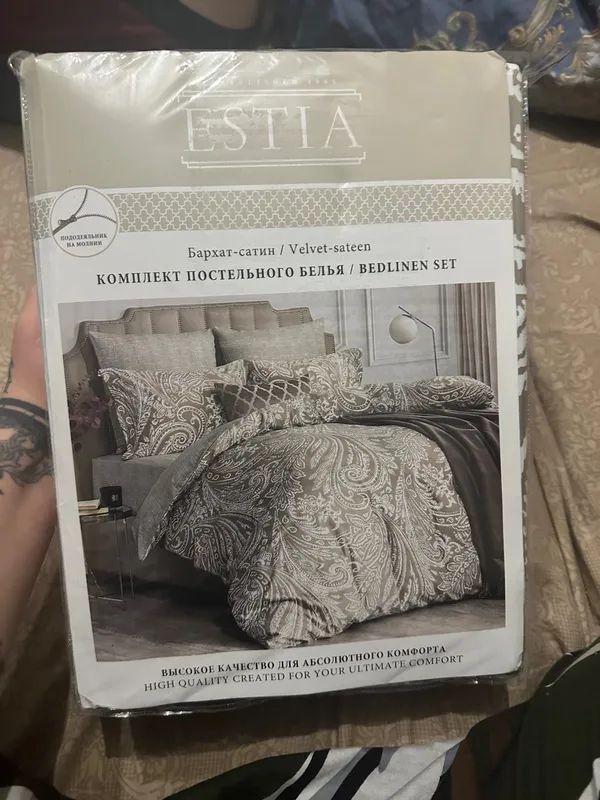 ESTIA
ПОДОДЕЯЛЬНИК
НА МОЛНИИ
Бархат-сатин / Velvet-sateen
КОМПЛЕКТ ПОСТЕЛЬНОГО БЕЛЬЯ / BEDLINEN SET
ВЫСОКОЕ КАЧЕСТВО ДЛЯ АБСОЛЮТНОГО КОМФОРТА
HIGH QUALITY CREATED FOR YOUR ULTIMATE COMFORT